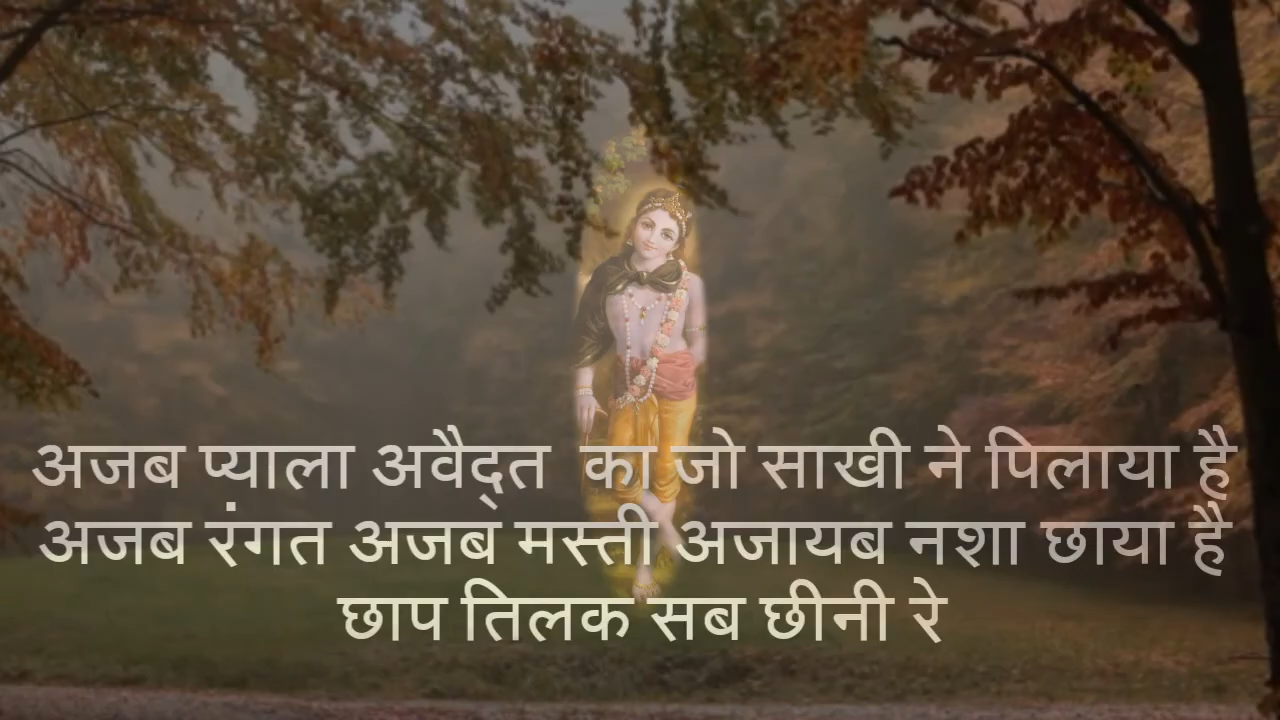 अजब प्याला अवैद्त का जो साखी ने पिलाया है
अजब रंगत अजब मस्ती अजायब नशा छाया है
छाप तिलक सब छीनी रे